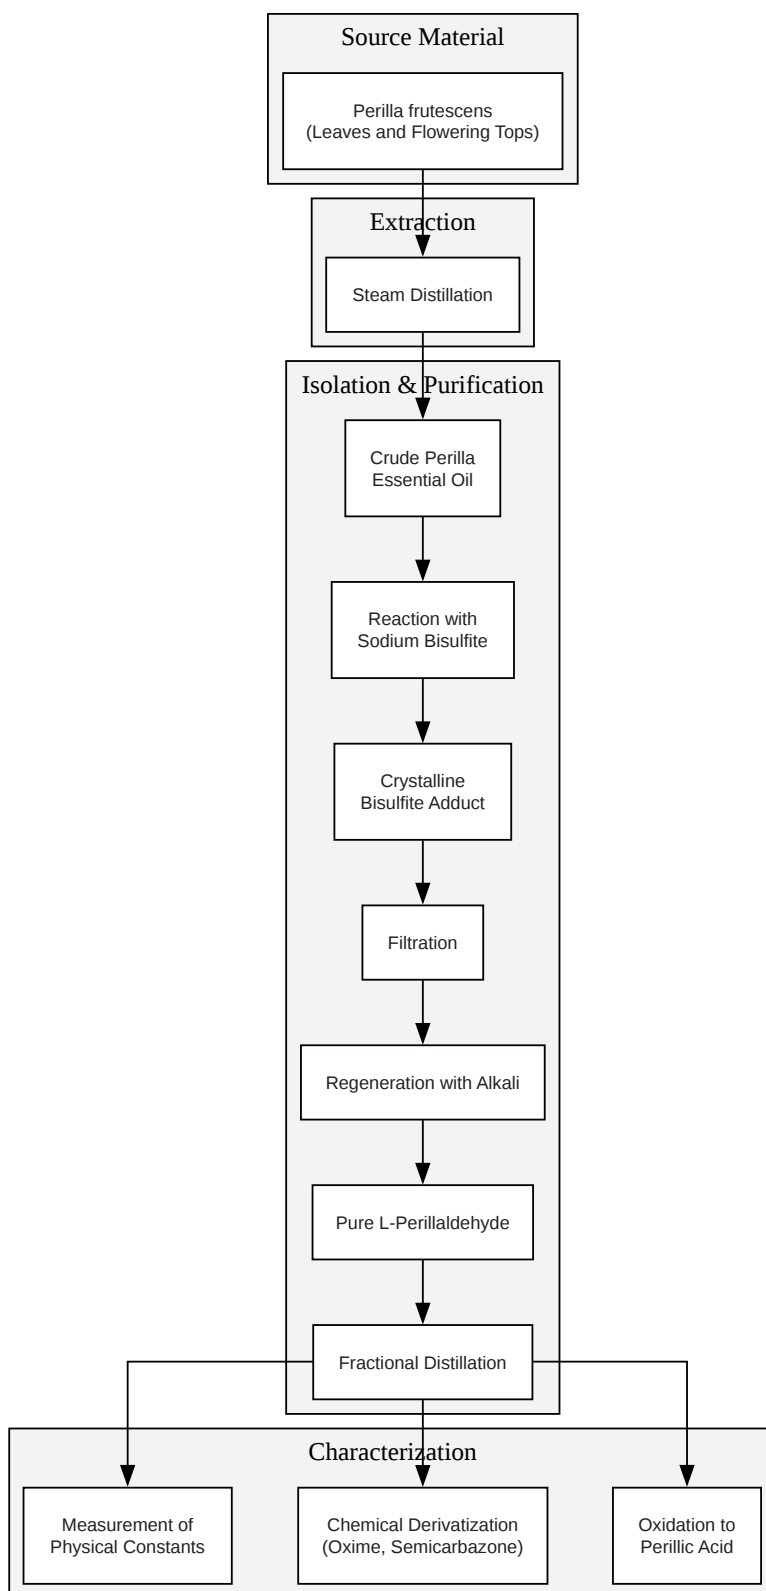 Source Material
Perilla frutescens
(Leaves and Flowering Tops)
Extraction
Steam Distillation
Isolation & Purification
Crude Perilla
Essential Oil
Reaction with
Sodium Bisulfite
Crystalline
Bisulfite Adduct
Filtration
Regeneration with Alkali
Pure L-Perillaldehyde
Fractional Distillation
Characterization
Measurement of
Physical Constants
Chemical Derivatization
(Oxime, Semicarbazone)
Oxidation to
Perillic Acid